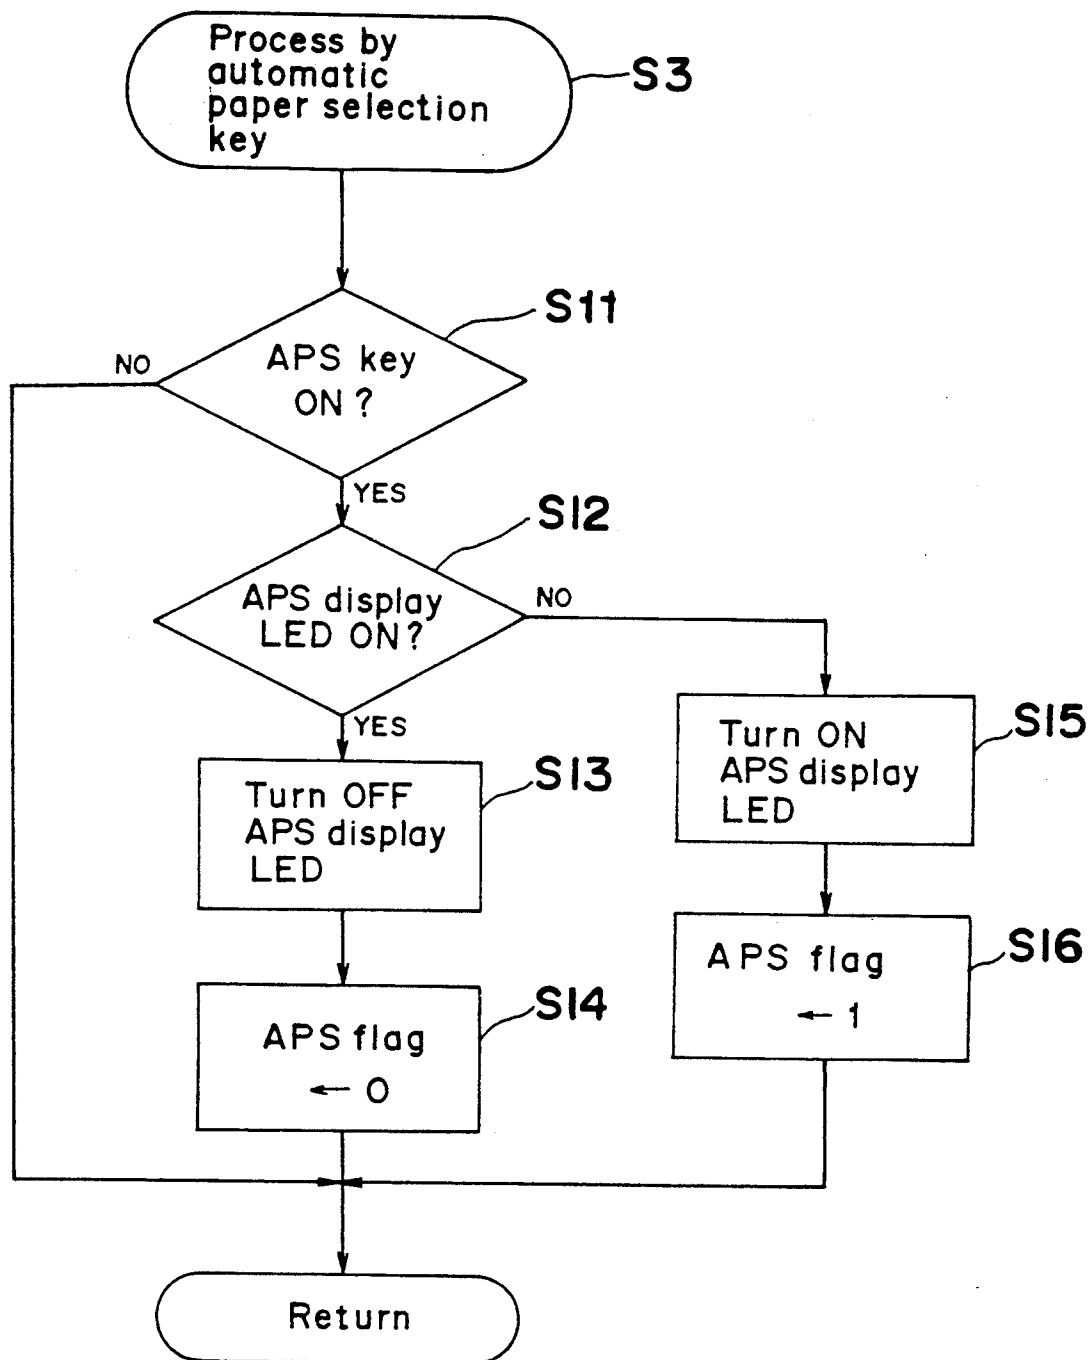 Process by
automatic
paper selection
key
S3
S11
APS key
ON?
NO
YES
S12
APS display
LED ON?
NO
YES
S13
Turn OFF
APS display
LED
S15
Turn ON
APS display
LED
S14
APS flag
← 0
S16
APS flag
← 1
Return